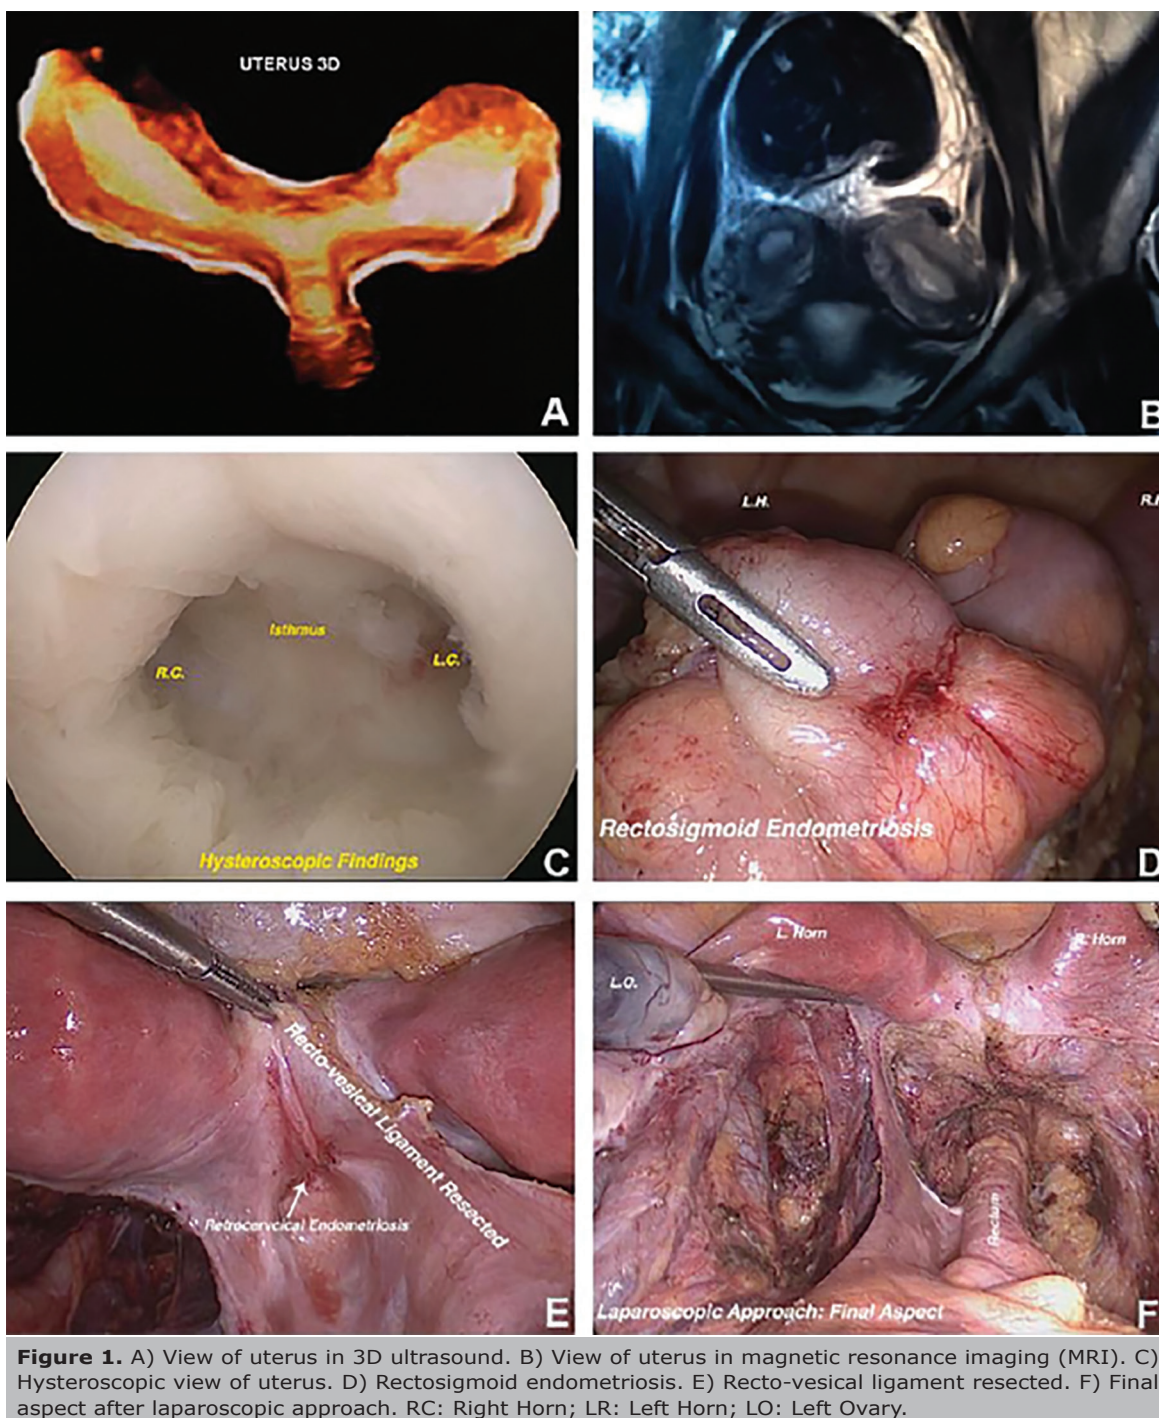 UTERUS 3D
A
B
Isthmus
R.C.
L.C.
Hysteroscopic Findings
C
L.H.
Rectosigmoid Endometriosis
D
Recto-vesical Ligament Resected
Retrocervcical Endometriosis
E
L. Horn
R. Horn
L.O.
Rectum
Laparoscopic Approach: Final Aspect
F
Figure 1. A) View of uterus in 3D ultrasound. B) View of uterus in magnetic resonance imaging (MRI). C)
Hysteroscopic view of uterus. D) Rectosigmoid endometriosis. E) Recto-vesical ligament resected. F) Final
aspect after laparoscopic approach. RC: Right Horn; LR: Left Horn; LO: Left Ovary.